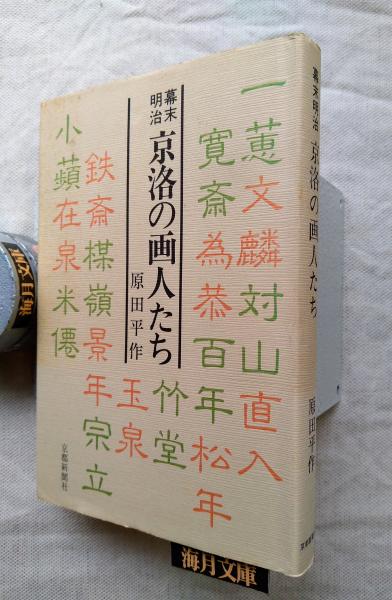 一蕙文麟対山直入
寛斎為恭百年松年
竹堂
玉泉
幕末
明治
京洛の画人たち
原田平作
鉄斎楳嶺景年宗立
小蘋在泉米僊
京都新聞社
幕末明治 京洛の画人たち 原田平作
海月文庫
海月文